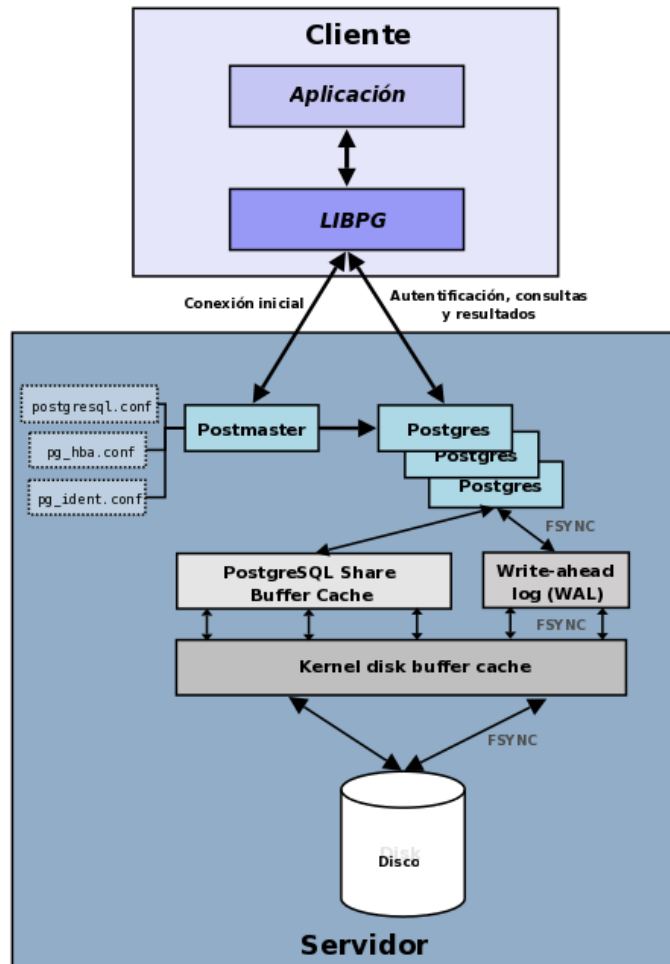 Cliente
Aplicación
LIBPG
Conexión inicial
Autentificación, consultas
y resultados
postgresql.conf
pg_hba.conf
pg_ident.conf
Postmaster
Postgres
Postgres
Postgres
FSYNC
PostgreSQL Share
Buffer Cache
Write-ahead
log (WAL)
FSYNC
Kernel disk buffer cache
FSYNC
Disk
Disco
Servidor